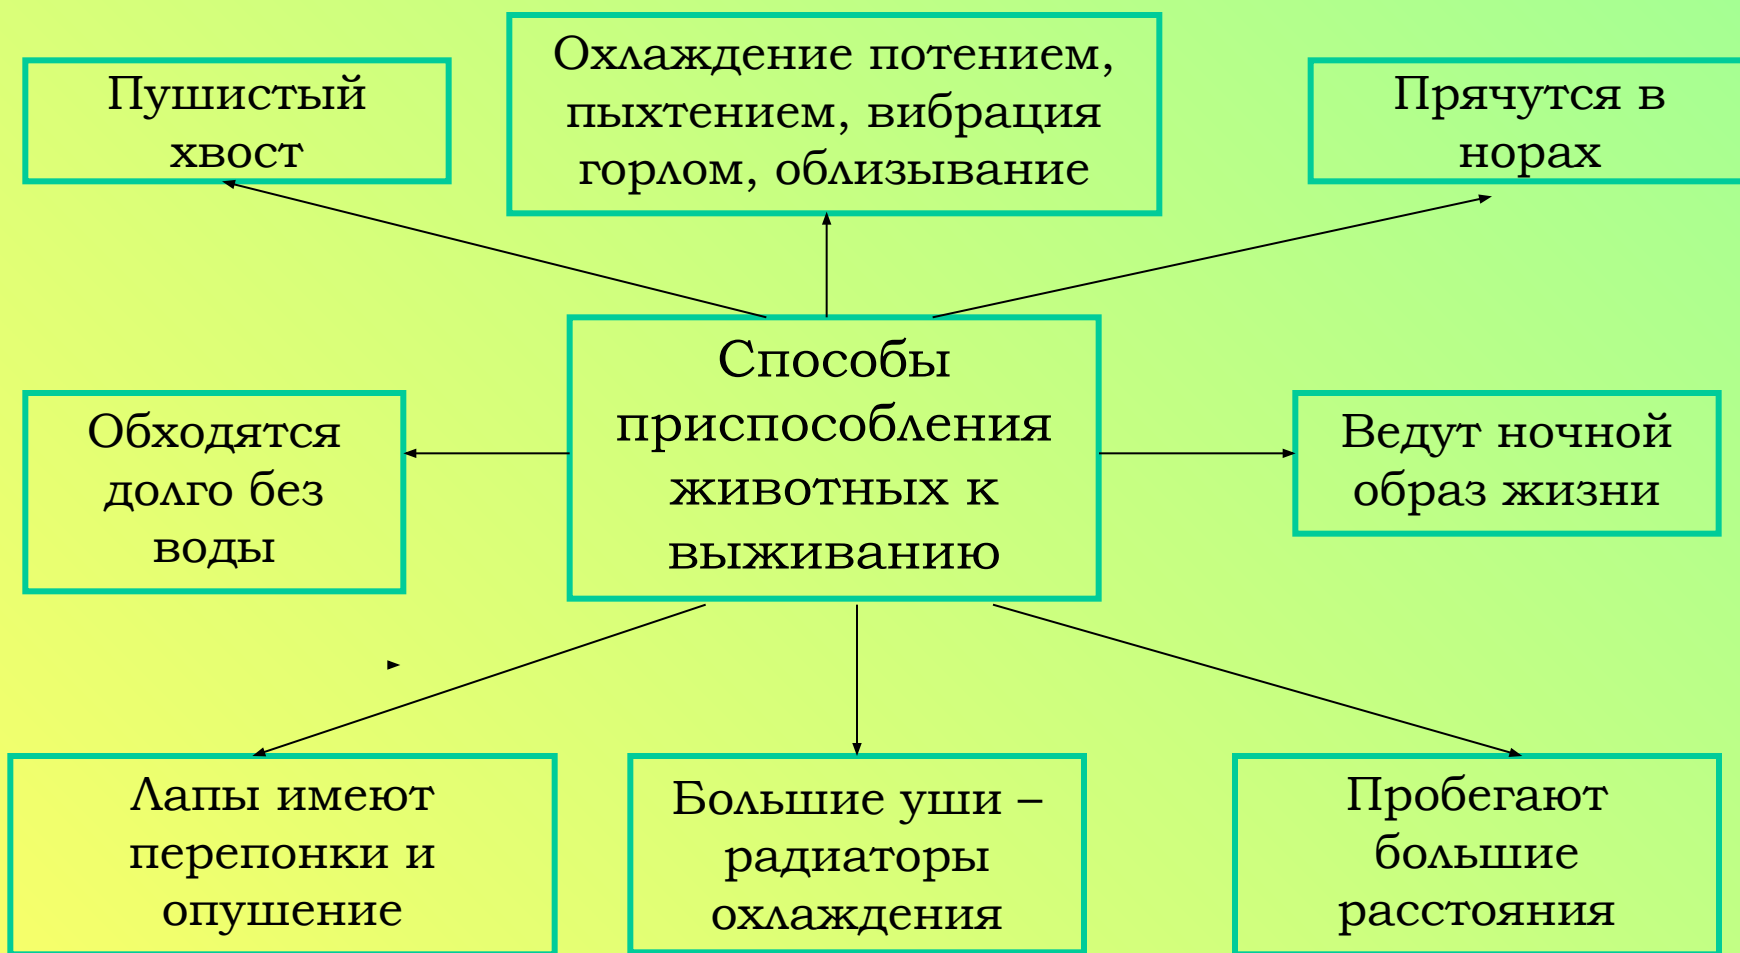 Пушистый
хвост
Охлаждение потением,
пыхтением, вибрация
горлом, облизывание
Прячутся в
норах
Обходятся
долго без
воды
Способы
приспособления
животных к
выживанию
Ведут ночной
образ жизни
Лапы имеют
перепонки и
опушение
Большие уши –
радиаторы
охлаждения
Пробегают
большие
расстояния